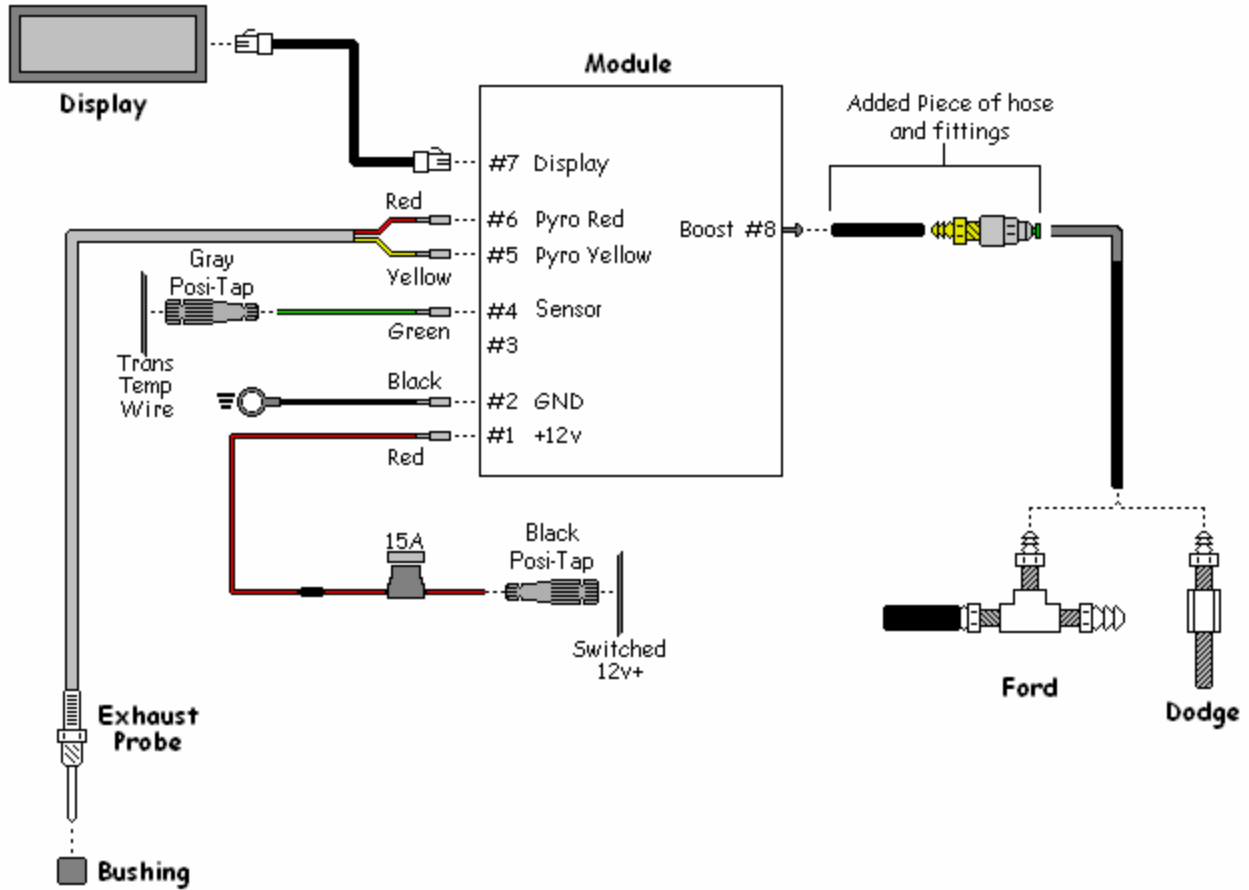 Module
Display
Added Piece of hose
and fittings
#7 Display
Red
#6 Pyro Red
Boost #8
#5 Pyro Yellow
Yellow
Gray
Posi-Tap
#4 Sensor
Green
#3
Trans
Temp
Wire
Black
#2 GND
#1 +12v
Red
15A
Black
Posi-Tap
Switched
12v+
Ford
Dodge
Exhaust
Probe
Bushing